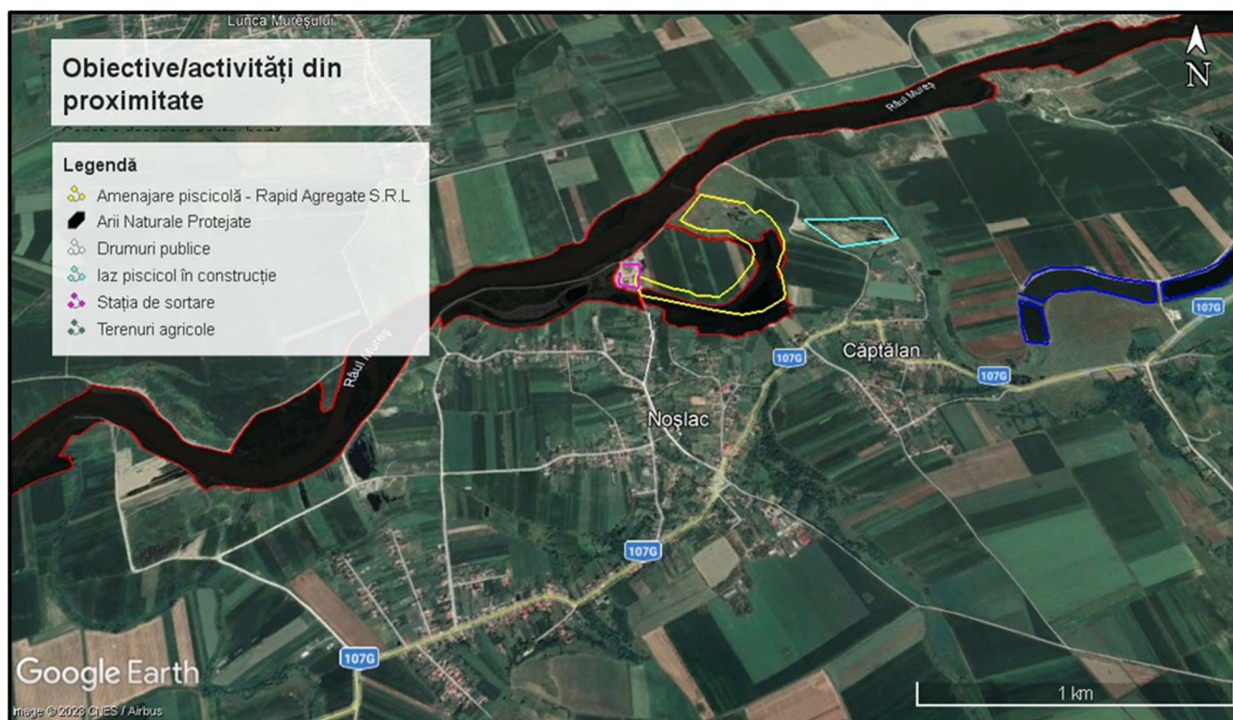 Lunca Mureșului
Obiective/activități din
proximitate
N
Râul Mureș
Legendă
Amenajare piscicolă - Rapid Agregate S.R.L
Arii Naturale Protejate
Drumuri publice
Iaz piscicol în construcție
Stația de sortare
Terenuri agricole
107G
Râul Mureș
Căptălan
107G
107G
Noșlac
107G
107G
Google Earth
1 km
Image © 2023 CNES / Airbus